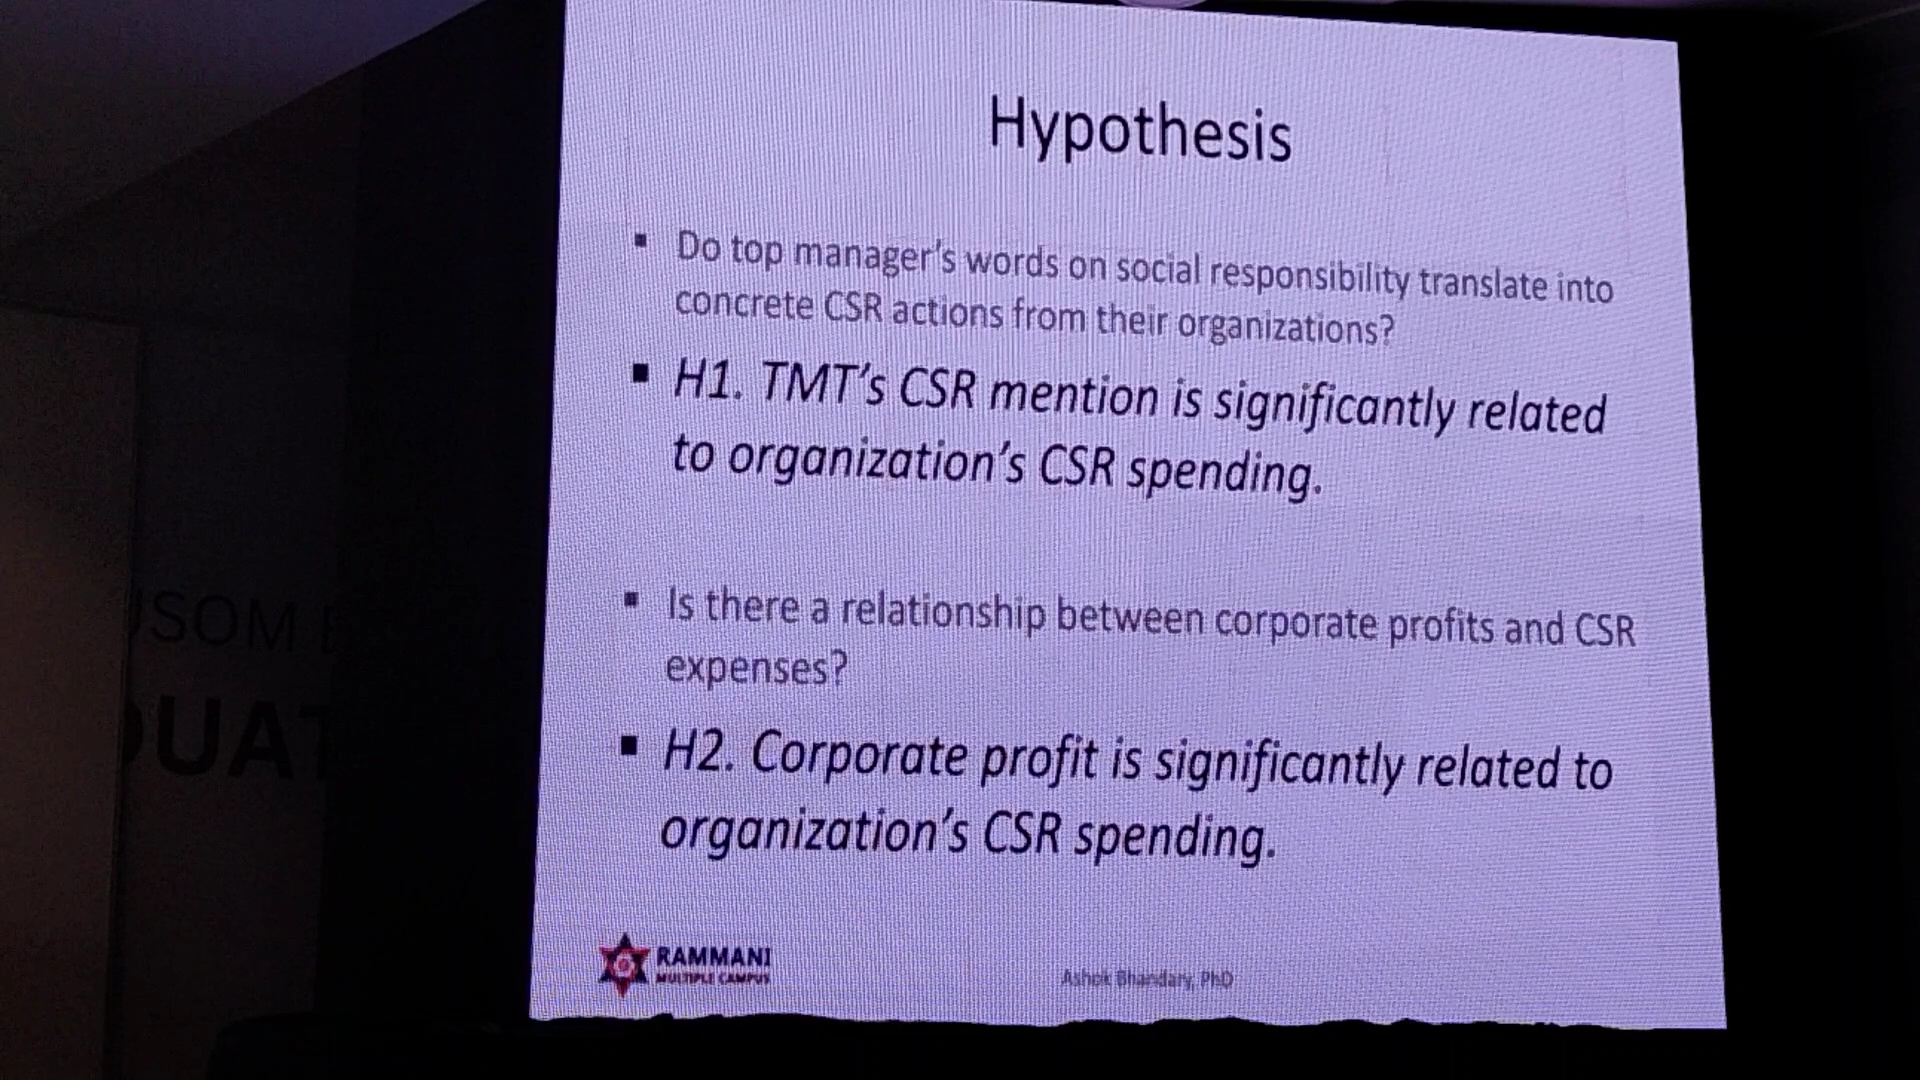 Hypothesis
▪ Do top manager's words on social responsibility translate into
concrete CSR actions from their organizations?
▪ H1. TMT's CSR mention is significantly related
to organization's CSR spending.
▪ Is there a relationship between corporate profits and CSR
expenses?
▪ H2. Corporate profit is significantly related to
organization's CSR spending.
RAMMANI
MULTIPLE CAMPUS
Ashok Bhandary, PhD